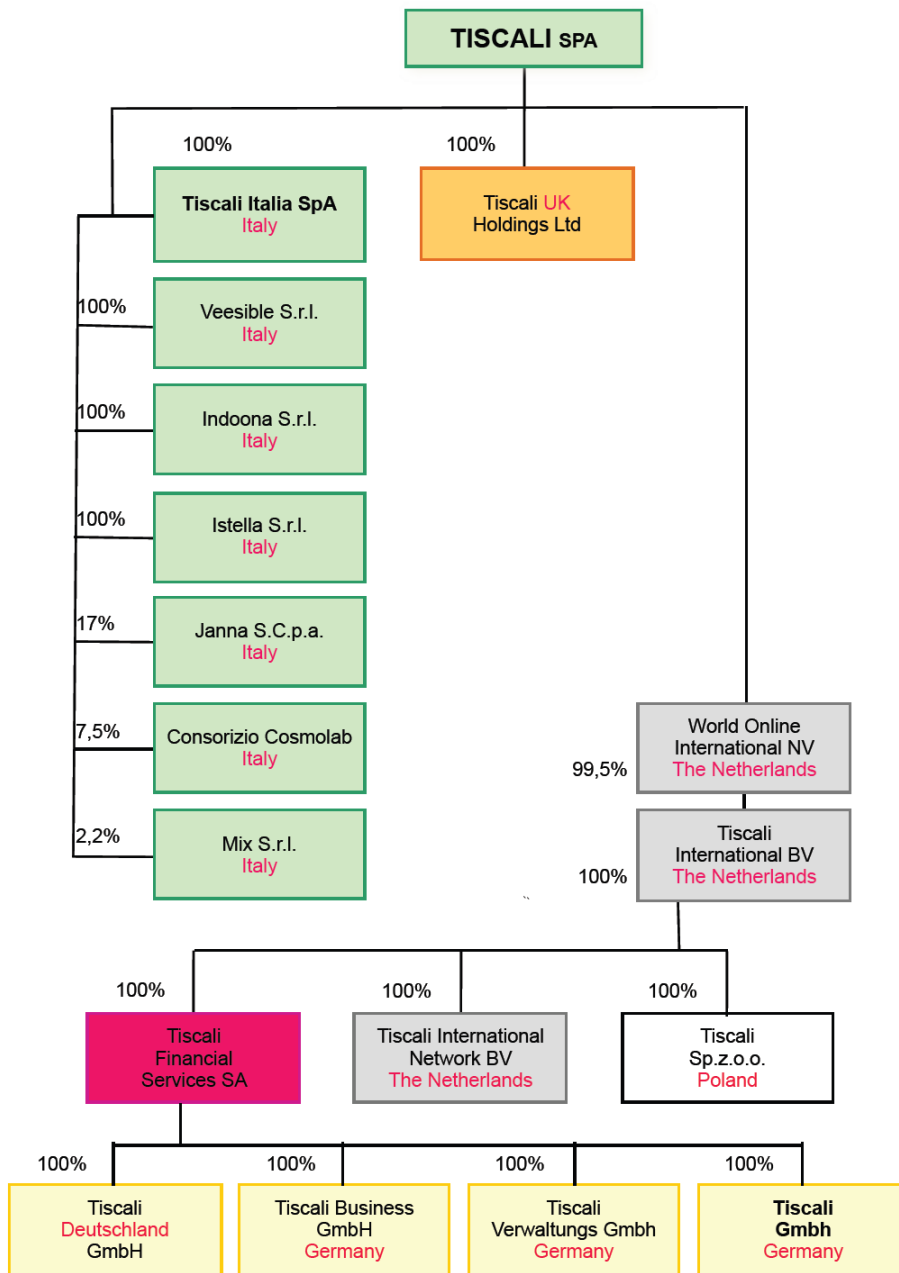 TISCALI SPA
100%
100%
Tiscali Italia SpA
Italy
Tiscali UK
Holdings Ltd
100%
Veesible S.r.l.
Italy
100%
Indoona S.r.l.
Italy
100%
Istella S.r.l.
Italy
17%
Janna S.C.p.a.
Italy
7,5%
Consorizio Cosmolab
Italy
World Online
International NV
The Netherlands
99,5%
2,2%
Mix S.r.l.
Italy
Tiscali
International BV
The Netherlands
100%
100%
100%
100%
Tiscali
Financial
Services SA
Tiscali International
Network BV
The Netherlands
Tiscali
Sp.z.o.o.
Poland
100%
100%
100%
100%
Tiscali
Deutschland
GmbH
Tiscali Business
GmbH
Germany
Tiscali
Verwaltungs Gmbh
Germany
Tiscali
Gmbh
Germany